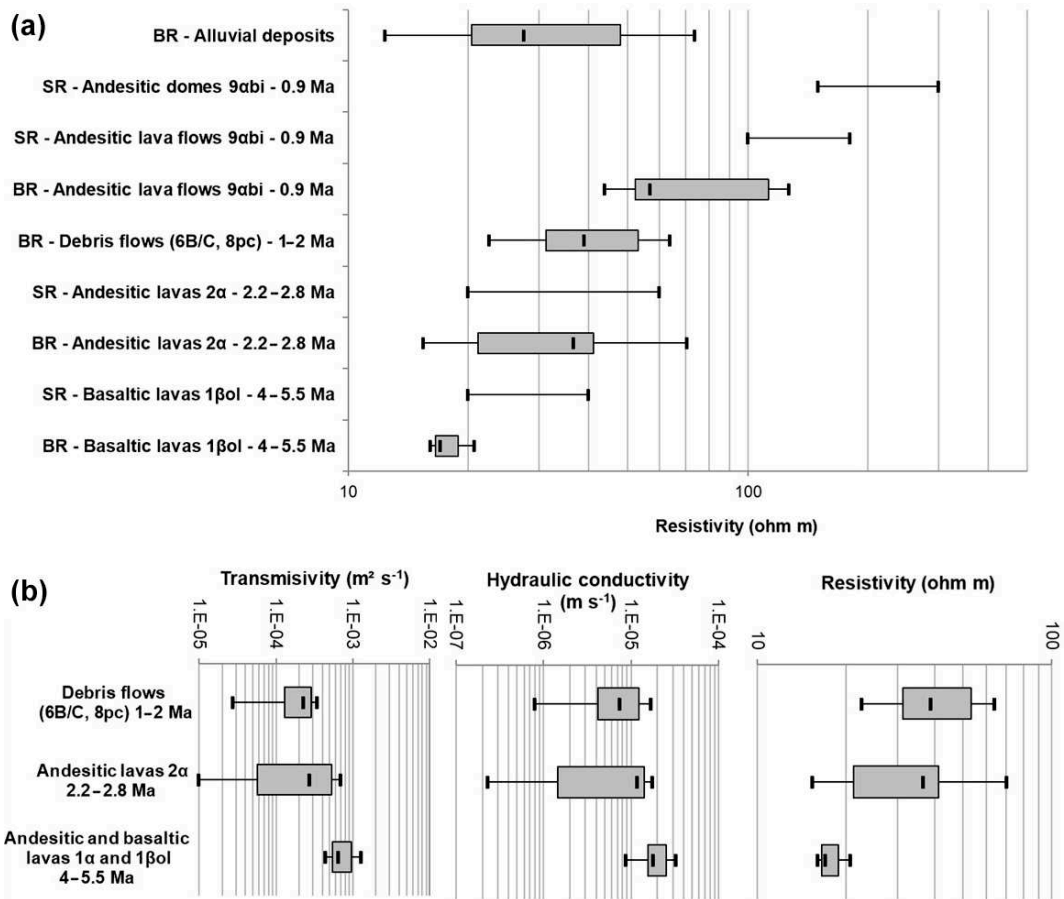 (a)
BR - Alluvial deposits
SR - Andesitic domes 9αbi - 0.9 Ma
SR - Andesitic lava flows 9αbi - 0.9 Ma
BR - Andesitic lava flows 9αbi - 0.9 Ma
BR - Debris flows (6B/C, 8pc) - 1–2 Ma
SR - Andesitic lavas 2α - 2.2–2.8 Ma
BR - Andesitic lavas 2α - 2.2–2.8 Ma
SR - Basaltic lavas 1βol - 4–5.5 Ma
BR - Basaltic lavas 1βol - 4–5.5 Ma
10 100
Resistivity (ohm m)
(b)
Transmisivity (m² s⁻¹)
1.E-05 1.E-04 1.E-03 1.E-02
Hydraulic conductivity
(m s⁻¹)
1.E-07 1.E-06 1.E-05 1.E-04
Resistivity (ohm m)
10 100
Debris flows
(6B/C, 8pc) 1–2 Ma
Andesitic lavas 2α
2.2–2.8 Ma
Andesitic and basaltic
lavas 1α and 1βol
4–5.5 Ma